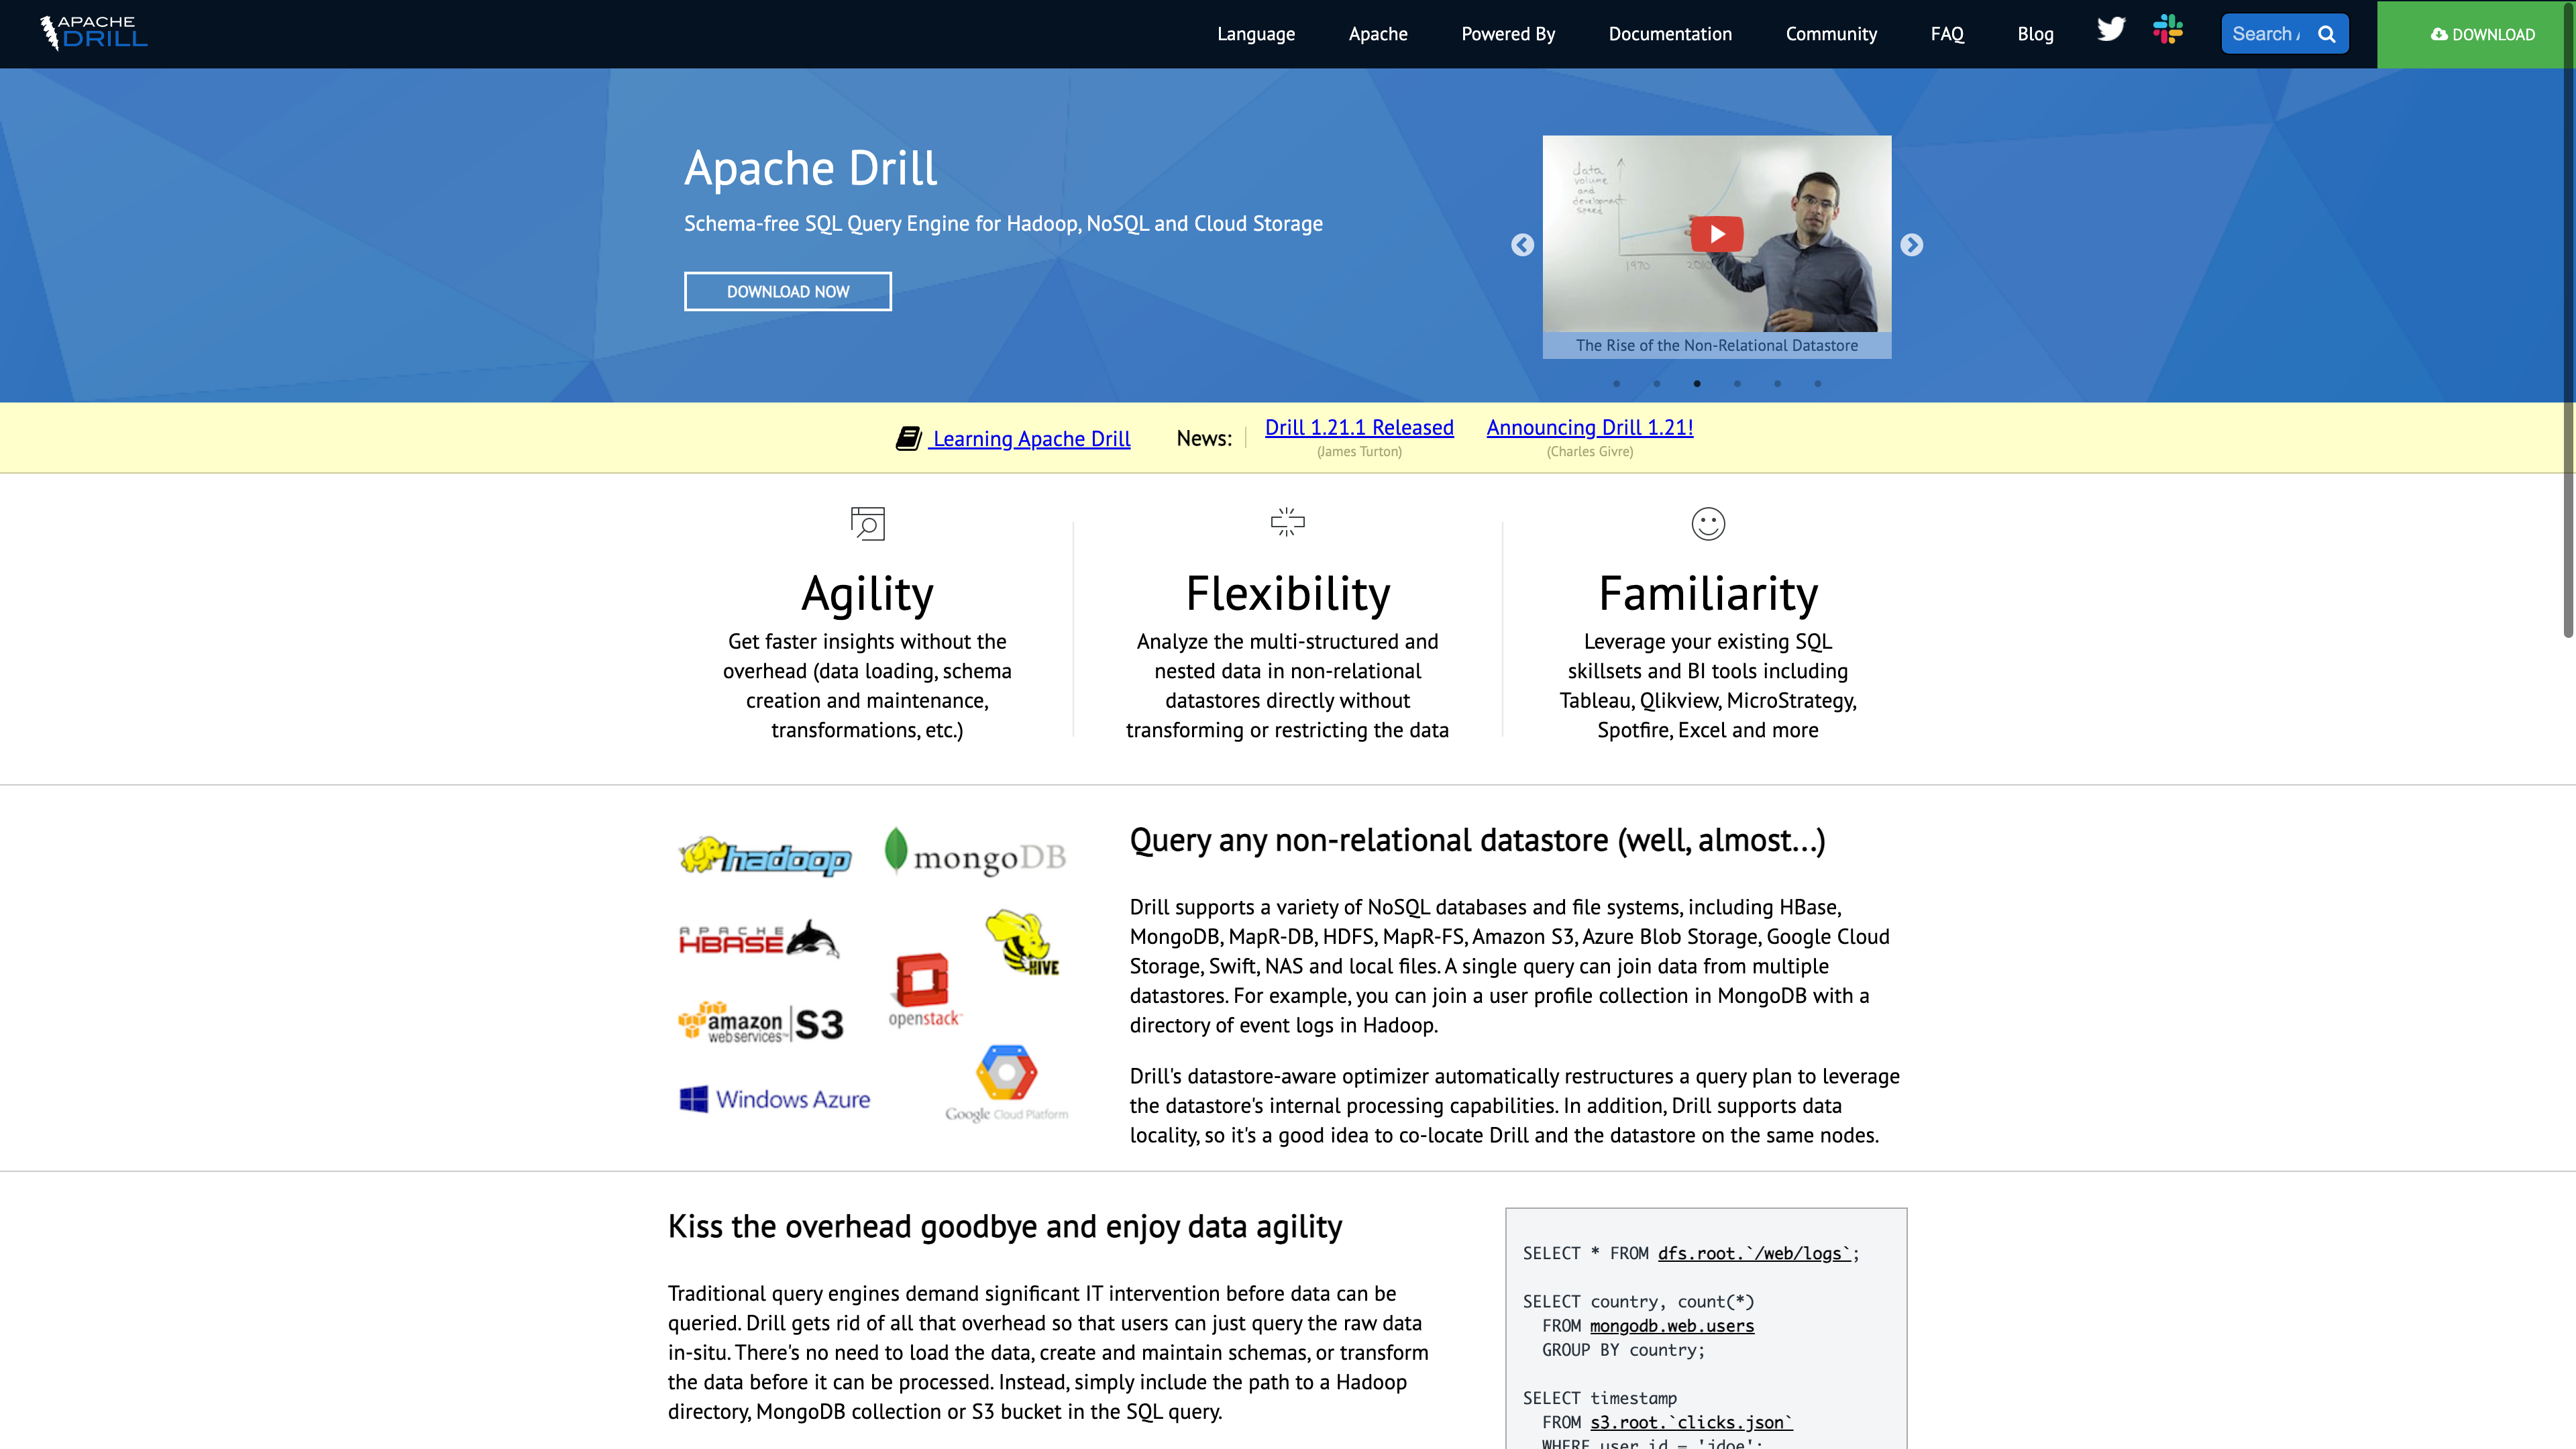 APACHE
DRILL
Language
Apache
Powered By
Documentation
Community
FAQ
Blog
Search
DOWNLOAD
Apache Drill
Schema-free SQL Query Engine for Hadoop, NoSQL and Cloud Storage
DOWNLOAD NOW
data
volume
and
development
speed
1970
The Rise of the Non-Relational Datastore
Learning Apache Drill
News:
Drill 1.21.1 Released
(James Turton)
Announcing Drill 1.21!
(Charles Givre)
Agility
Get faster insights without the
overhead (data loading, schema
creation and maintenance,
transformations, etc.)
Flexibility
Analyze the multi-structured and
nested data in non-relational
datastores directly without
transforming or restricting the data
Familiarity
Leverage your existing SQL
skillsets and BI tools including
Tableau, Qlikview, MicroStrategy,
Spotfire, Excel and more
hadoop
mongoDB
APACHE
HBASE
HIVE
openstack
amazon
webservices™
S3
Windows Azure
Google Cloud Platform
Query any non-relational datastore (well, almost...)
Drill supports a variety of NoSQL databases and file systems, including HBase,
MongoDB, MapR-DB, HDFS, MapR-FS, Amazon S3, Azure Blob Storage, Google Cloud
Storage, Swift, NAS and local files. A single query can join data from multiple
datastores. For example, you can join a user profile collection in MongoDB with a
directory of event logs in Hadoop.
Drill's datastore-aware optimizer automatically restructures a query plan to leverage
the datastore's internal processing capabilities. In addition, Drill supports data
locality, so it's a good idea to co-locate Drill and the datastore on the same nodes.
Kiss the overhead goodbye and enjoy data agility
Traditional query engines demand significant IT intervention before data can be
queried. Drill gets rid of all that overhead so that users can just query the raw data
in-situ. There's no need to load the data, create and maintain schemas, or transform
the data before it can be processed. Instead, simply include the path to a Hadoop
directory, MongoDB collection or S3 bucket in the SQL query.
SELECT * FROM dfs.root.`/web/logs`;
SELECT country, count(*)
FROM mongodb.web.users
GROUP BY country;
SELECT timestamp
FROM s3.root.`clicks.json`
WHERE user_id = 'jdoe';